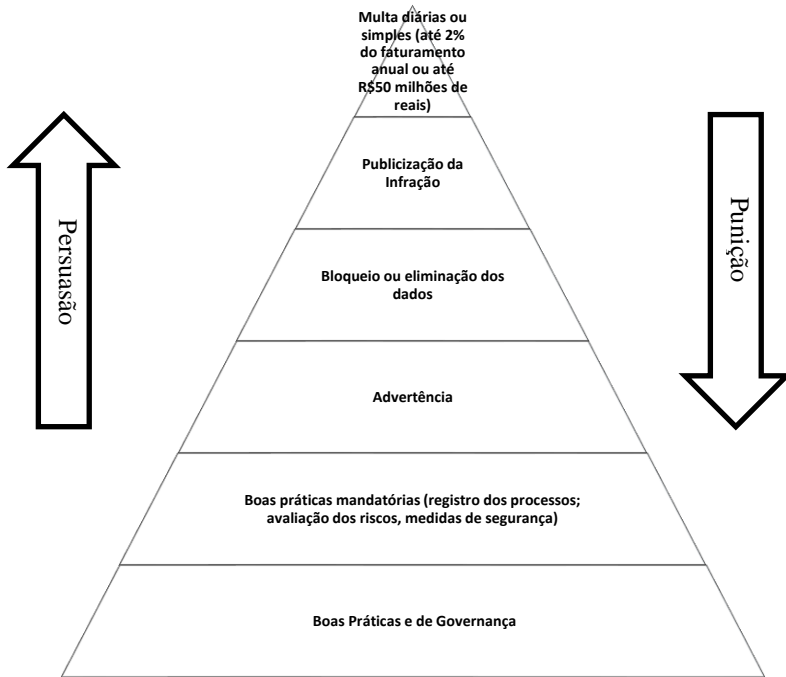 Multa diárias ou
simples (até 2%
do faturamento
anual ou até
R$50 milhões de
reais)
Publicização da
Infração
Bloqueio ou eliminação dos
dados
Advertência
Boas práticas mandatórias (registro dos processos;
avaliação dos riscos, medidas de segurança)
Boas Práticas e de Governança
Persuasão
Punição